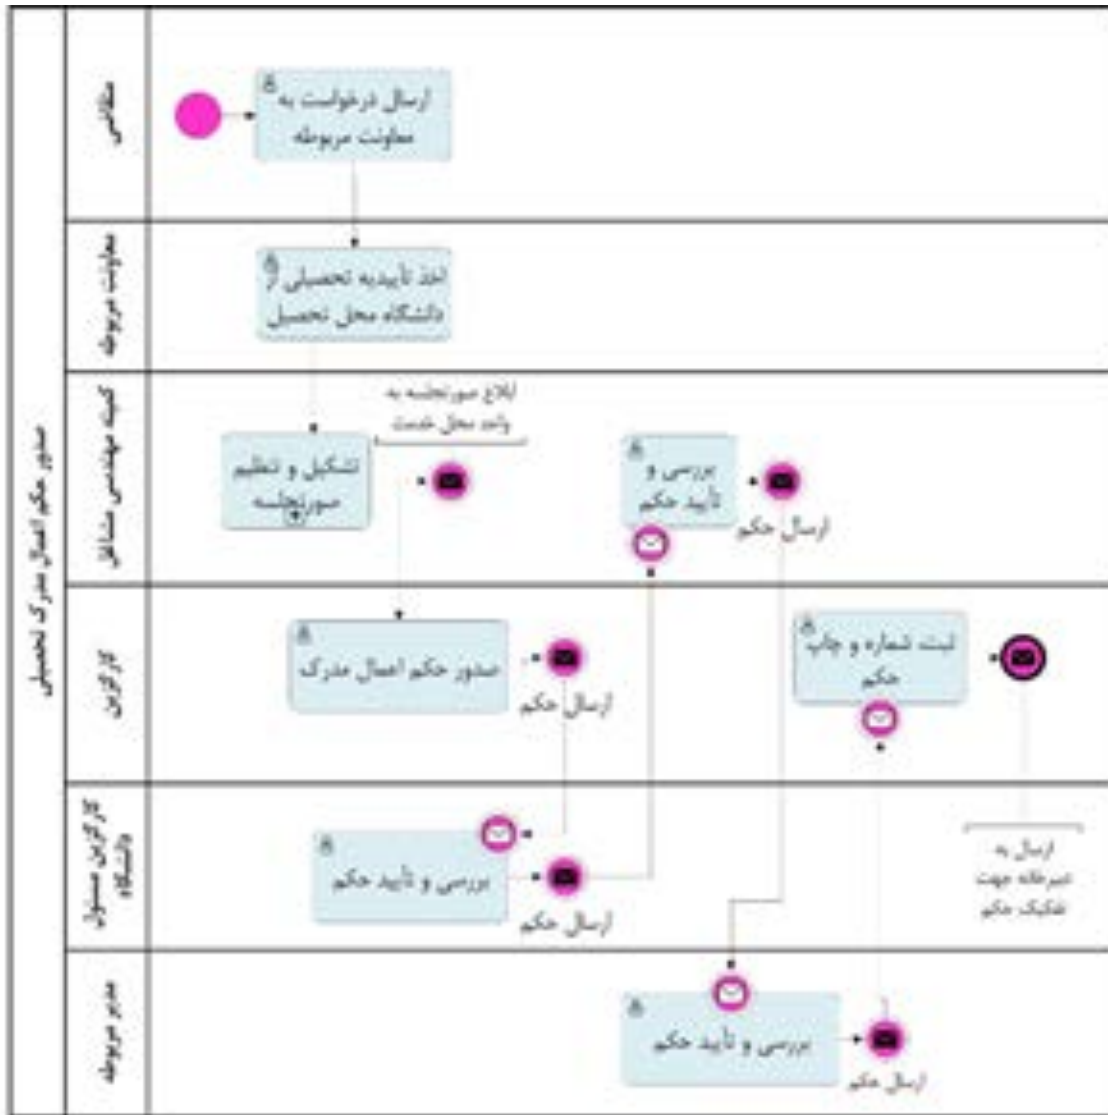 صدور حکم اعمال مدرک تحصیلی
متقاضی
ارسال درخواست به
معاونت مربوطه
معاونت مربوطه
اخذ تأییدیه تحصیلی از
دانشگاه محل تحصیل
کمیته مهندسی مشاغل
تشکیل و تنظیم
صورتجلسه
ابلاغ صورتجلسه به
واحد محل خدمت
بررسی و
تأیید حکم
ارسال حکم
کارگزین
صدور حکم اعمال مدرک
ارسال حکم
ثبت شماره و چاپ
حکم
کارگزین مسئول
دانشگاه
بررسی و تأیید حکم
ارسال حکم
ارسال به
دبیرخانه جهت
تفکیک حکم
مدیر مربوطه
بررسی و تأیید حکم
ارسال حکم